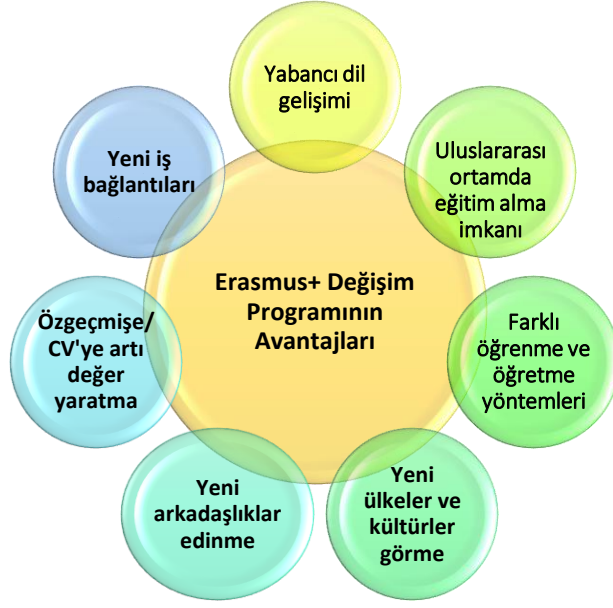 Yabancı dil
gelişimi
Uluslararası
ortamda
eğitim alma
imkanı
Farklı
öğrenme ve
öğretme
yöntemleri
Yeni
ülkeler ve
kültürler
görme
Yeni
arkadaşlıklar
edinme
Özgeçmişe/
CV'ye artı
değer
yaratma
Yeni iş
bağlantıları
Erasmus+ Değişim
Programının
Avantajları